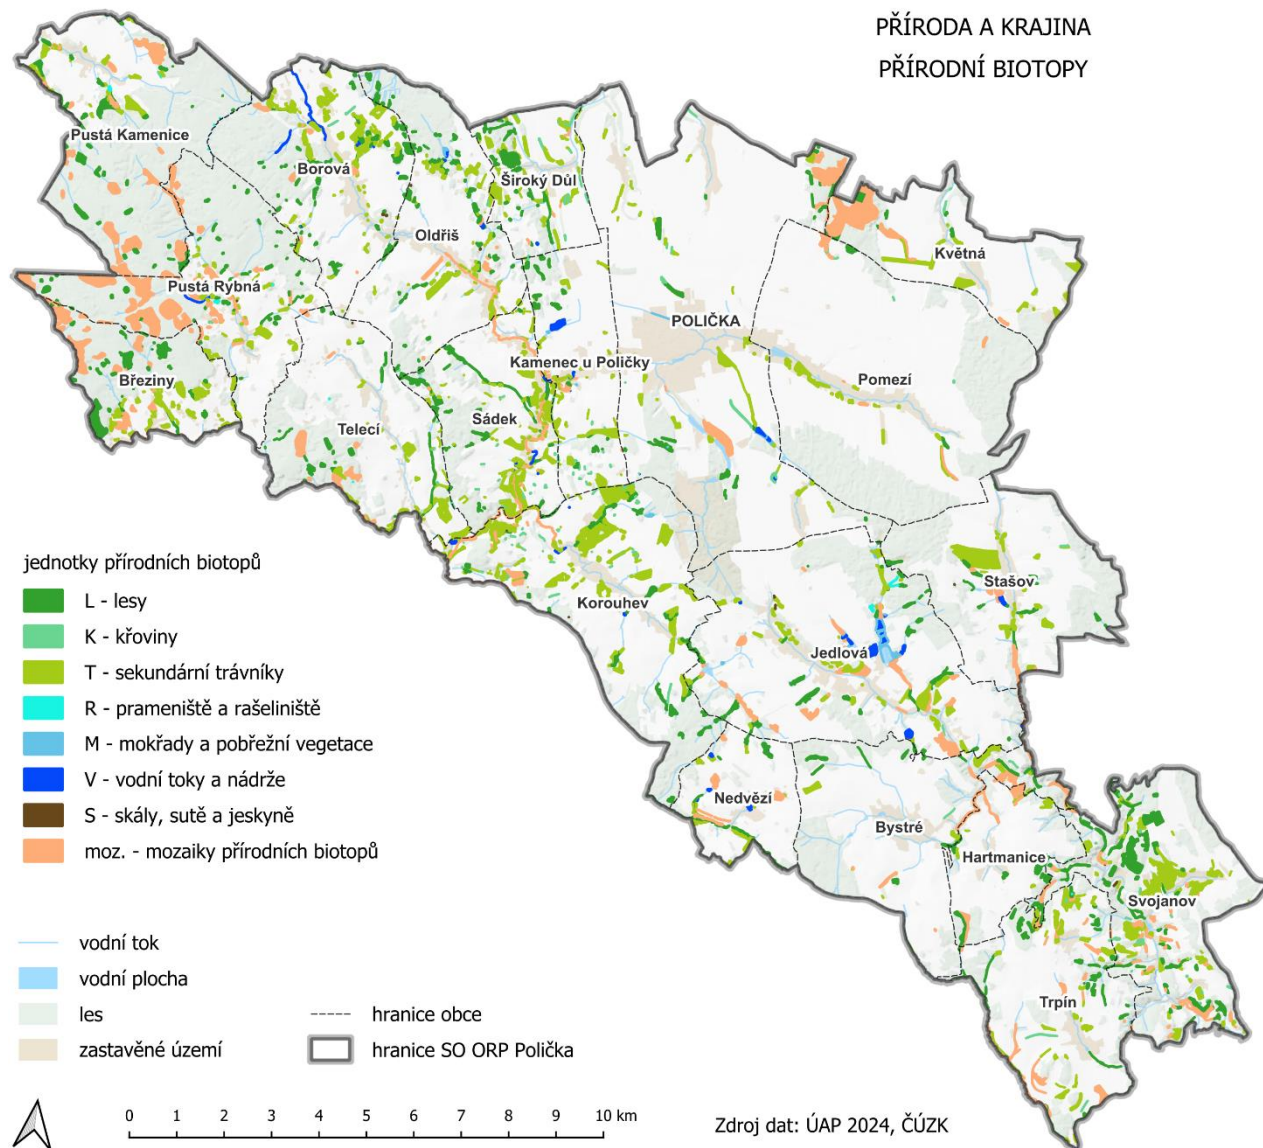 PŘÍRODA A KRAJINA
PŘÍRODNÍ BIOTOPY
Pustá Kamenice
Borová
Široký Důl
Oldřiš
Květná
Pustá Rybná
POLIČKA
Kamenec u Poličky
Pomezí
Březiny
Sádek
Telecí
Stašov
Korouhev
Jedlová
Nedvězí
Bystré
Hartmanice
Svojanov
Trpín
jednotky přírodních biotopů
L - lesy
K - křoviny
T - sekundární trávníky
R - prameniště a rašeliniště
M - mokřady a pobřežní vegetace
V - vodní toky a nádrže
S - skály, sutě a jeskyně
moz. - mozaiky přírodních biotopů
vodní tok
vodní plocha
les
zastavěné území
hranice obce
hranice SO ORP Polička
0 1 2 3 4 5 6 7 8 9 10 km
Zdroj dat: ÚAP 2024, ČÚZK